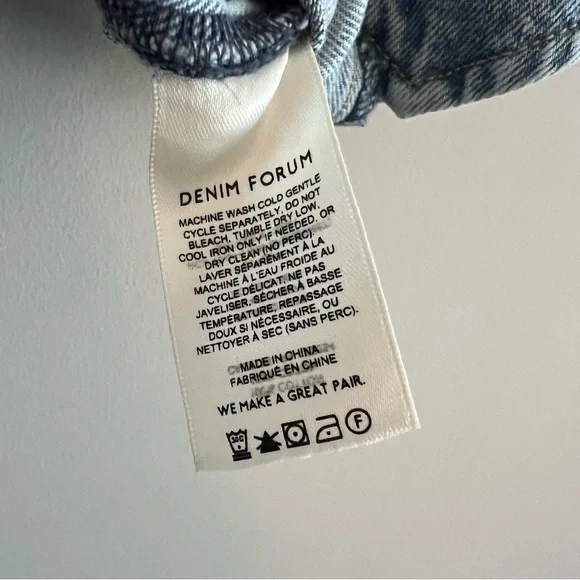 DENIM FORUM
MACHINE WASH COLD GENTLE
CYCLE SEPARATELY, DO NOT
BLEACH, TUMBLE DRY LOW,
COOL IRON ONLY IF NEEDED, OR
DRY CLEAN (NO PERC).
LAVER SÉPARÉMENT À LA
MACHINE À L'EAU FROIDE AU
CYCLE DÉLICAT. NE PAS
JAVELISER. SÉCHER À BASSE
TEMPÉRATURE, REPASSAGE
DOUX SI NÉCESSAIRE, OU
NETTOYER À SEC (SANS PERC).
MADE IN CHINA
FABRIQUÉ EN CHINE
WE MAKE A GREAT PAIR.
30C F